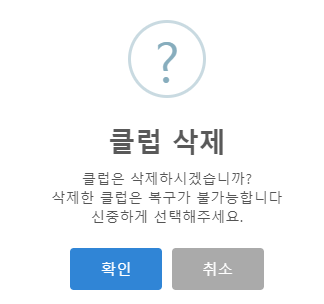 ?
클럽 삭제
클럽은 삭제하시겠습니까?
삭제한 클럽은 복구가 불가능합니다
신중하게 선택해주세요.
확인
취소